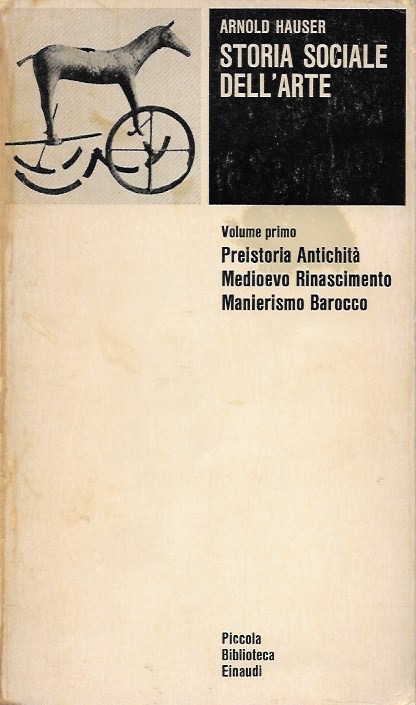 ARNOLD HAUSER
STORIA SOCIALE
DELL'ARTE
Volume primo
Preistoria Antichità
Medioevo Rinascimento
Manierismo Barocco
Piccola
Biblioteca
Einaudi